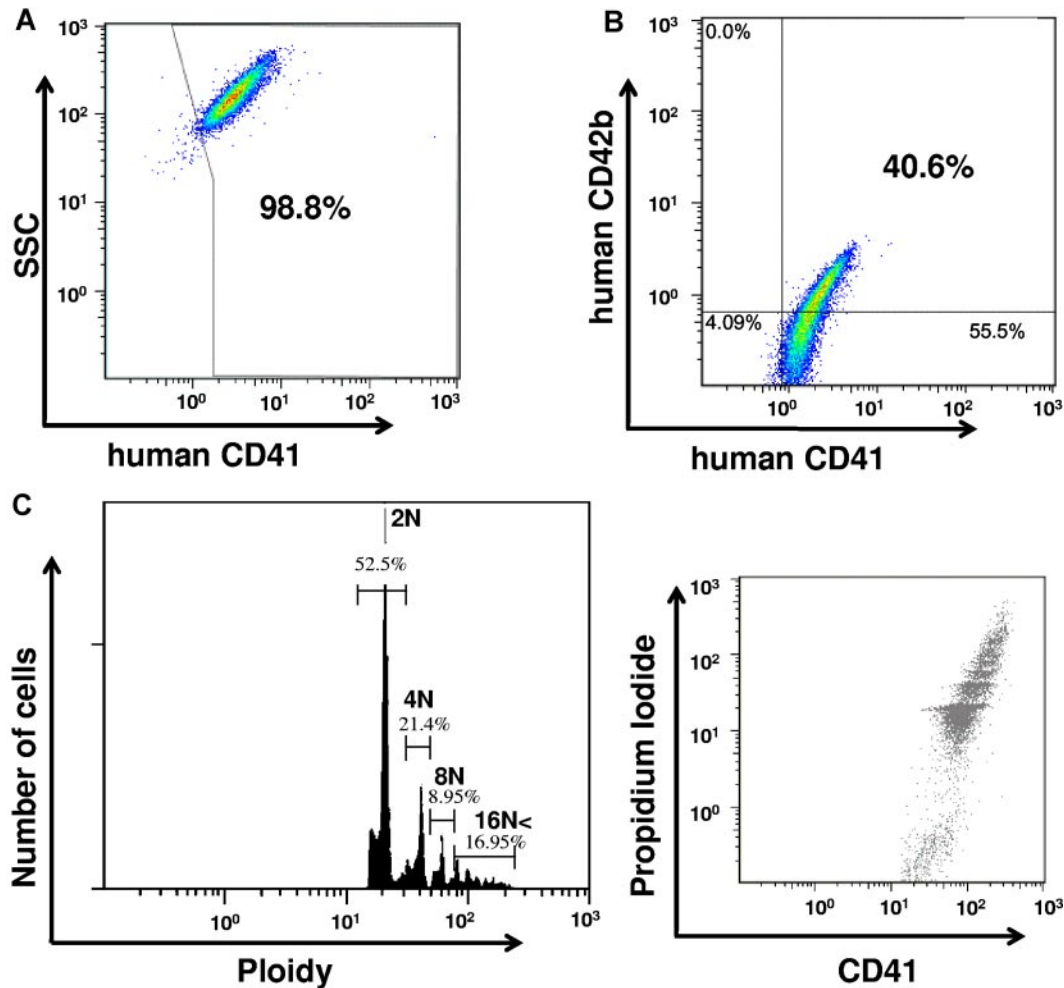 A
10³
10²
10¹
10⁰
SSC
98.8%
10⁰ 10¹ 10² 10³
human CD41
B
10³
10²
10¹
10⁰
human CD42b
0.0%
40.6%
4.09%
55.5%
10⁰ 10¹ 10² 10³
human CD41
C
Number of cells
2N
52.5%
4N
21.4%
8N
8.95%
16N<
16.95%
10⁰ 10¹ 10² 10³
Ploidy
10³
10²
10¹
10⁰
Propidium Iodide
10⁰ 10¹ 10² 10³
CD41